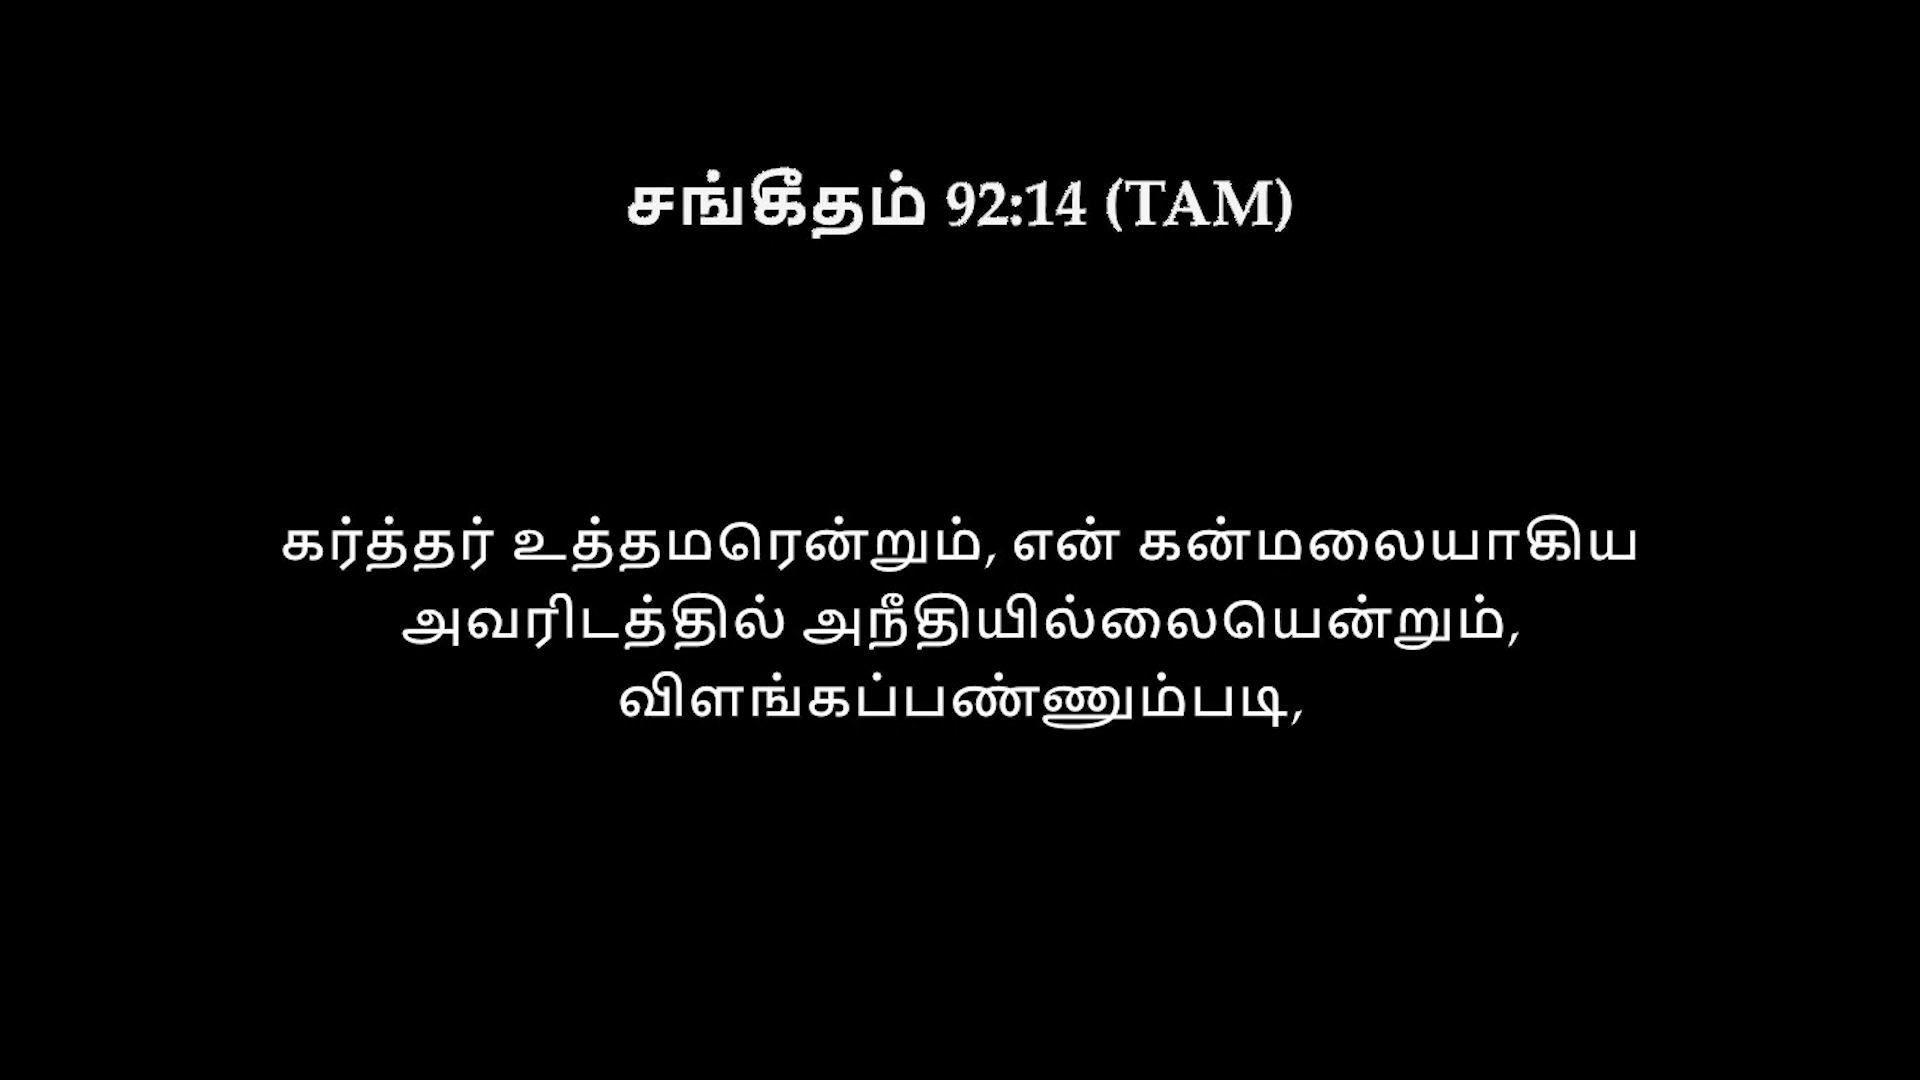 சங்கீதம் 92:14 (TAM)
கர்த்தர் உத்தமரென்றும், என் கன்மலையாகிய
அவரிடத்தில் அநீதியில்லையென்றும்,
விளங்கப்பண்ணும்படி,